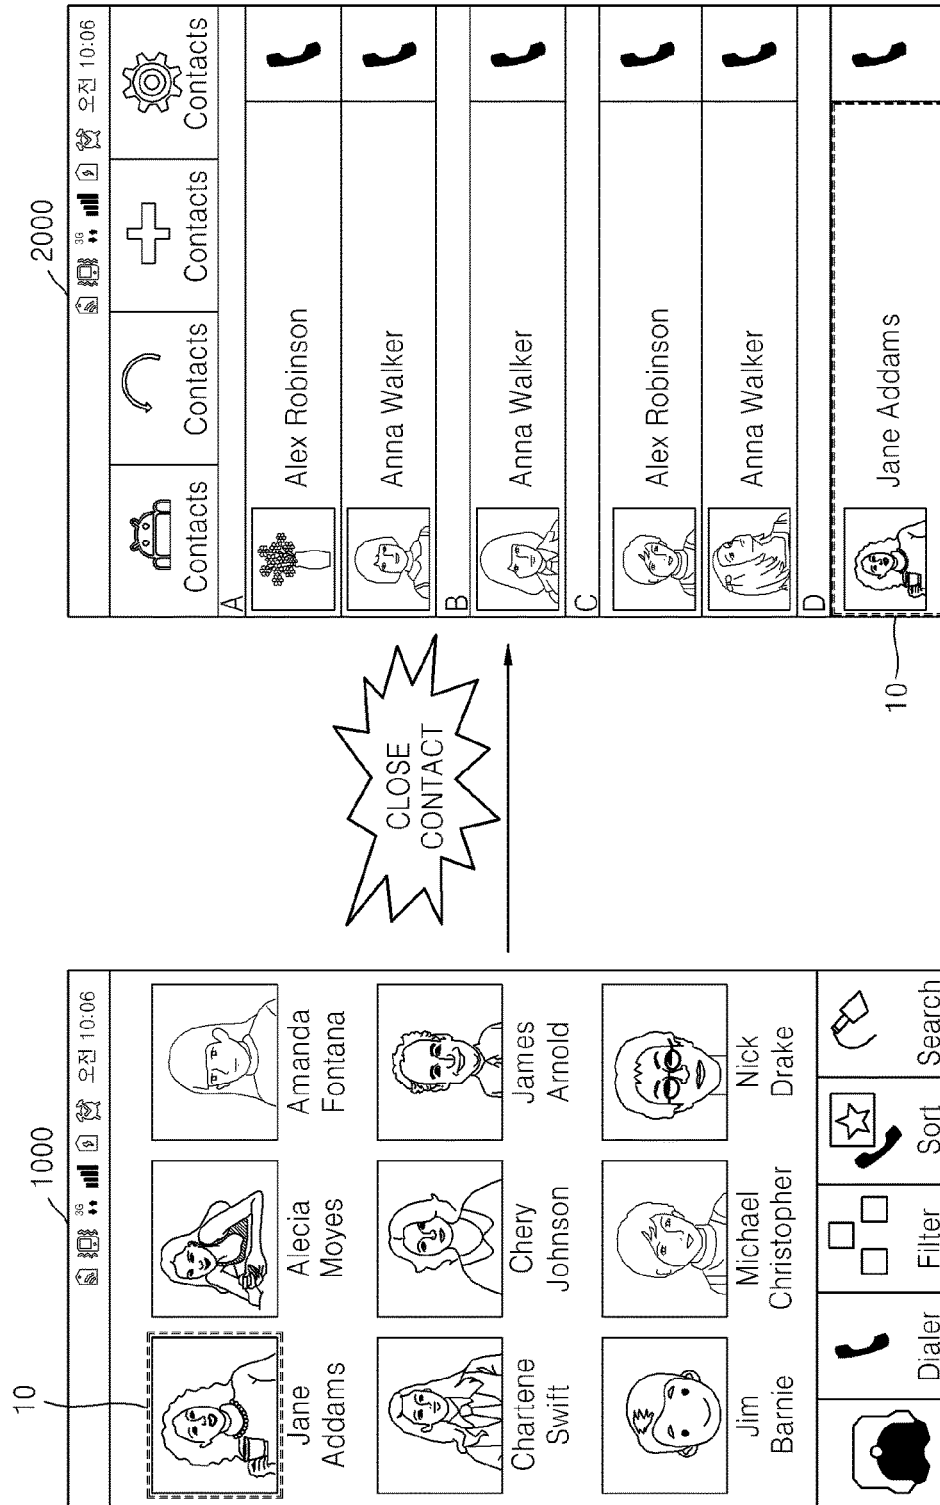 10
1000
3G
오전 10:06
Jane
Addams
Alecia
Moyes
Amanda
Fontana
Chartene
Swift
Chery
Johnson
James
Arnold
Jim
Barnie
Michael
Christopher
Nick
Drake
Dialer
Filter
Sort
Search
CLOSE
CONTACT
2000
3G
오전 10:06
Contacts
Contacts
Contacts
Contacts
A
Alex Robinson
Anna Walker
B
Anna Walker
C
Alex Robinson
Anna Walker
D
Jane Addams
10